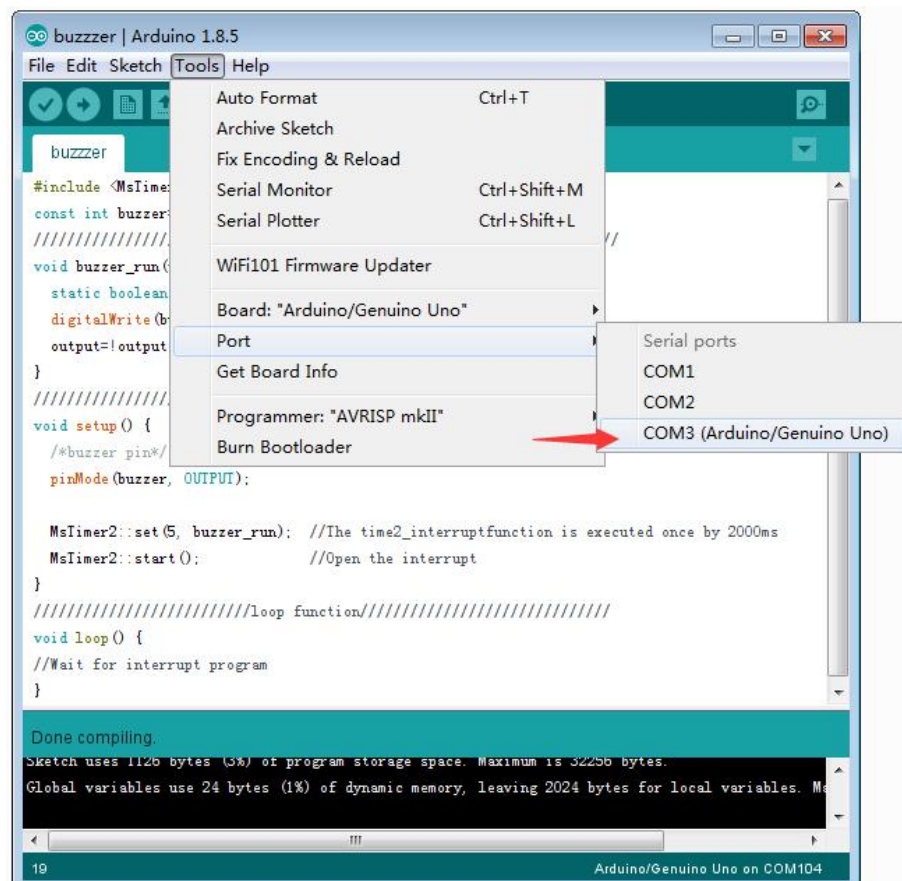 buzzzer | Arduino 1.8.5
File Edit Sketch Tools Help
Auto Format Ctrl+T
Archive Sketch
Fix Encoding & Reload
Serial Monitor Ctrl+Shift+M
Serial Plotter Ctrl+Shift+L
WiFi101 Firmware Updater
Board: "Arduino/Genuino Uno"
Port
Get Board Info
Programmer: "AVRISP mkII"
Burn Bootloader
Serial ports
COM1
COM2
COM3 (Arduino/Genuino Uno)
buzzzer
#include <MsTime
const int buzzer=
////////////////
//
void buzzer_run(
static boolean
digitalWrite(b
output=!output
}
////////////////
void setup() {
/*buzzer pin*/
pinMode(buzzer, OUTPUT);
MsTimer2::set(5, buzzer_run); //The time2_interruptfunction is executed once by 2000ms
MsTimer2::start(); //Open the interrupt
}
//////////////////////////loop function//////////////////////////////
void loop() {
//Wait for interrupt program
}
Done compiling.
Sketch uses 1126 bytes (3%) of program storage space. Maximum is 32256 bytes.
Global variables use 24 bytes (1%) of dynamic memory, leaving 2024 bytes for local variables. Ma
19 Arduino/Genuino Uno on COM104